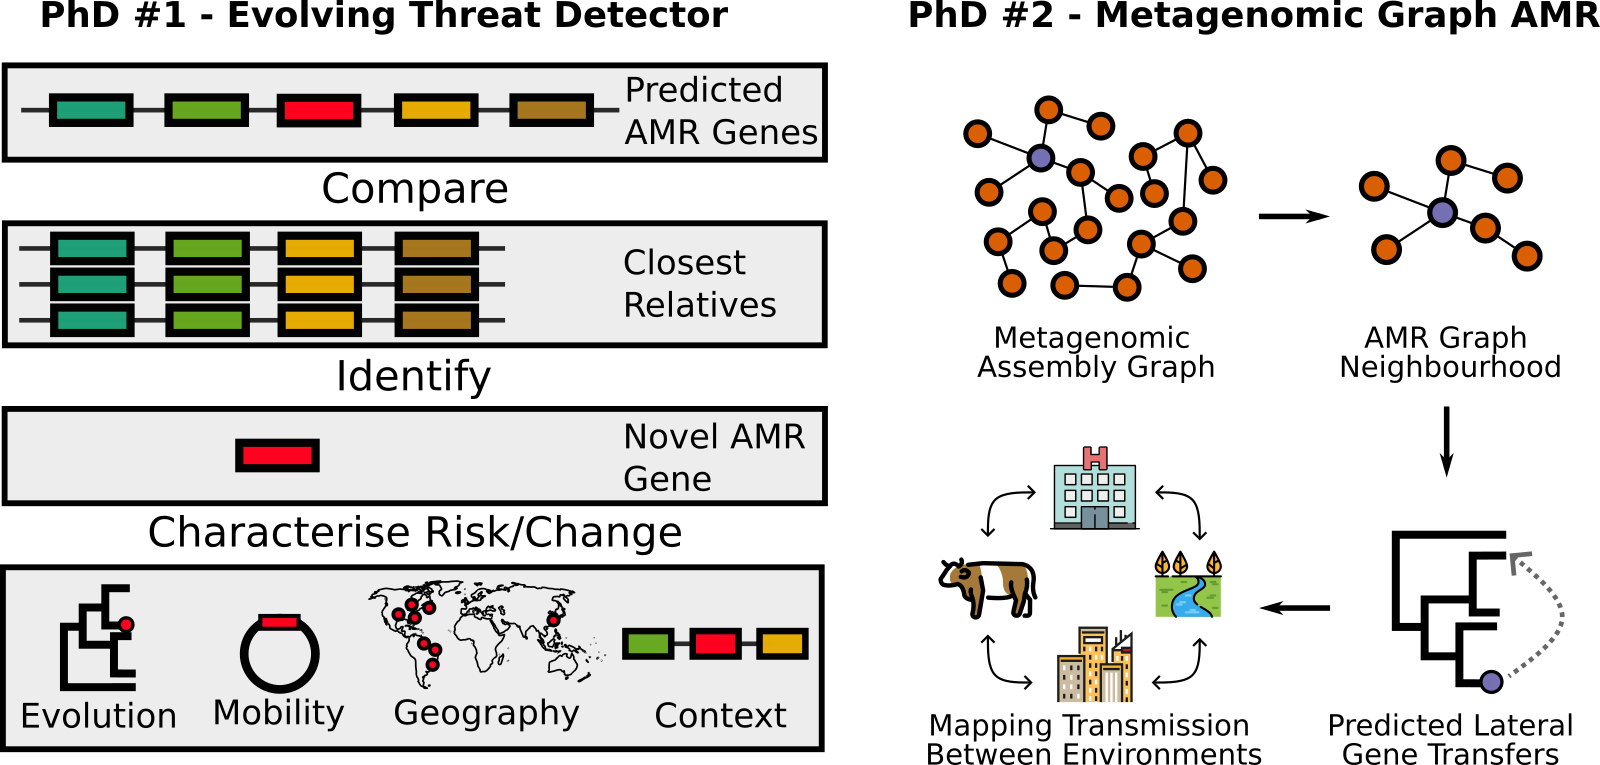 PhD #1 - Evolving Threat Detector
Predicted
AMR Genes
Compare
Closest
Relatives
Identify
Novel AMR
Gene
Characterise Risk/Change
Evolution
Mobility
Geography
Context
PhD #2 - Metagenomic Graph AMR
Metagenomic
Assembly Graph
AMR Graph
Neighbourhood
H
Mapping Transmission
Between Environments
Predicted Lateral
Gene Transfers